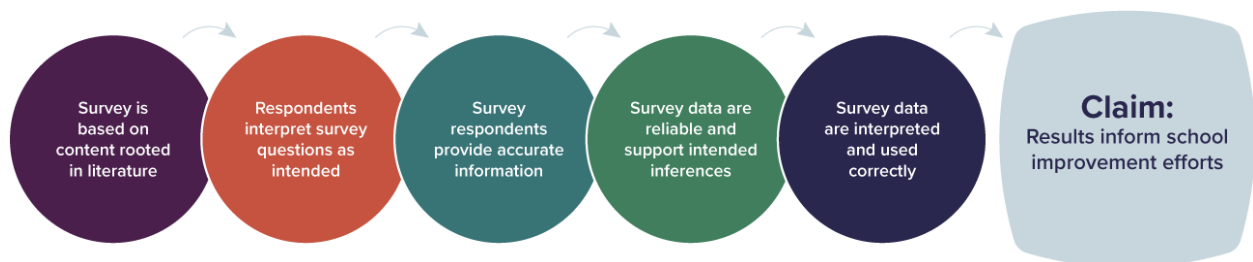 Survey is
based on
content rooted
in literature
Respondents
interpret survey
questions as
intended
Survey
respondents
provide accurate
information
Survey data are
reliable and
support intended
inferences
Survey data
are interpreted
and used
correctly
Claim:
Results inform school
improvement efforts